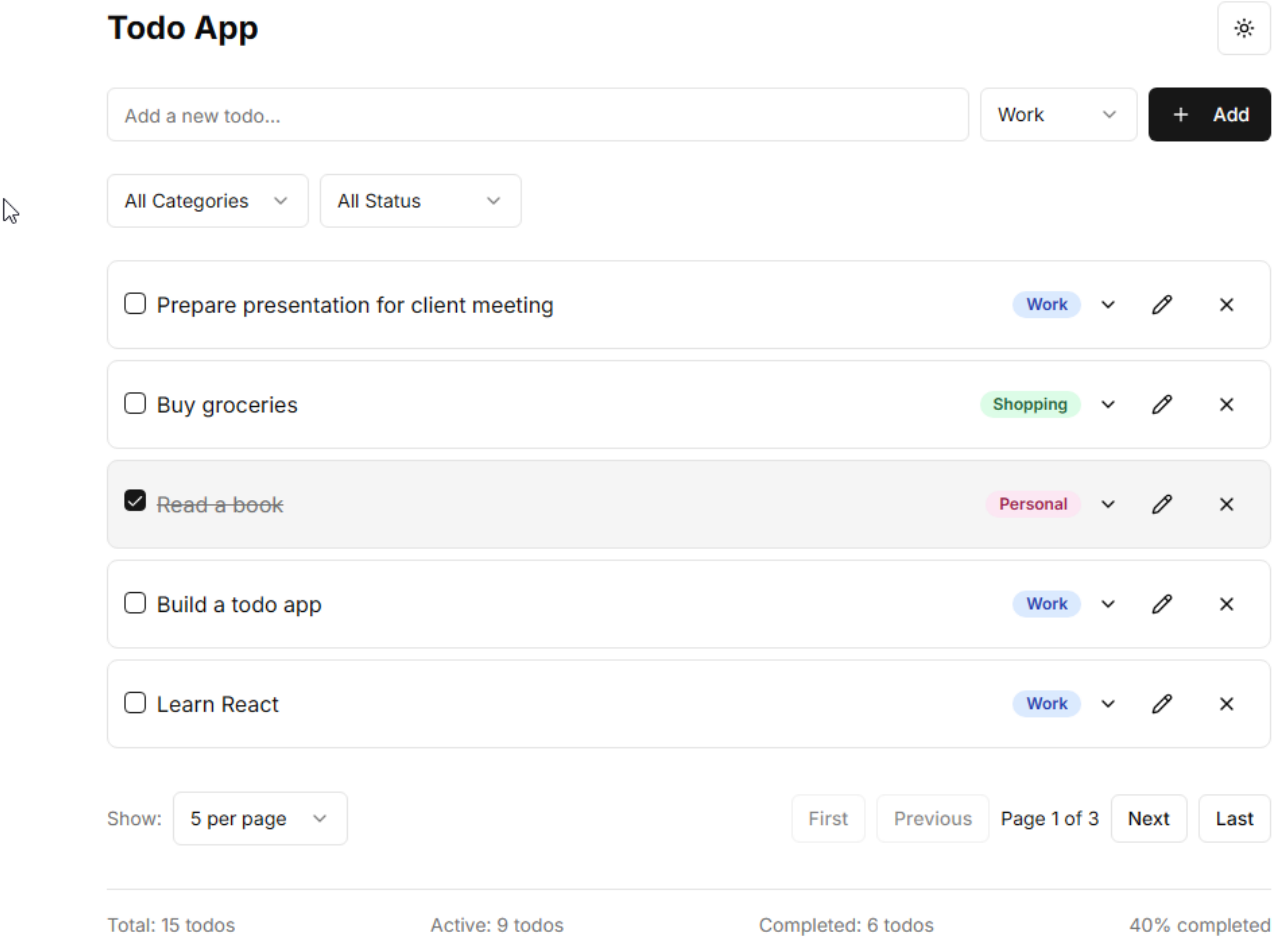 Todo App
Add a new todo... Work + Add
All Categories All Status
Prepare presentation for client meeting Work
Buy groceries Shopping
Read a book Personal
Build a todo app Work
Learn React Work
Show: 5 per page First Previous Page 1 of 3 Next Last
Total: 15 todos Active: 9 todos Completed: 6 todos 40% completed